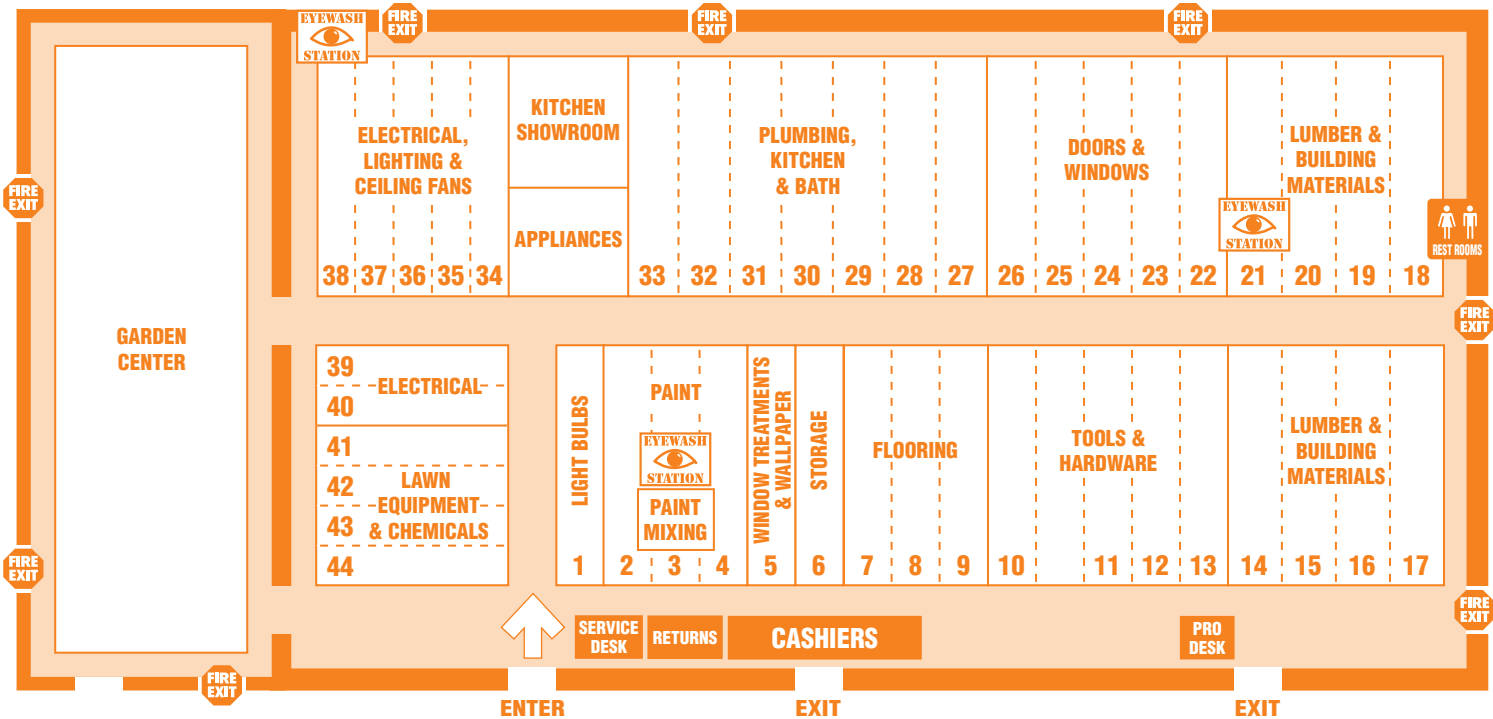 EYEWASH
STATION
FIRE
EXIT
FIRE
EXIT
FIRE
EXIT
ELECTRICAL,
LIGHTING &
CEILING FANS
38 37 36 35 34
KITCHEN
SHOWROOM
APPLIANCES
PLUMBING,
KITCHEN
& BATH
33 32 31 30 29 28 27
DOORS &
WINDOWS
26 25 24 23 22
LUMBER &
BUILDING
MATERIALS
EYEWASH
STATION
21 20 19 18
REST ROOMS
FIRE
EXIT
FIRE
EXIT
GARDEN
CENTER
39
ELECTRICAL
40
41
42
LAWN
EQUIPMENT
43
& CHEMICALS
44
LIGHT BULBS
1
PAINT
EYEWASH
STATION
PAINT
MIXING
2 3 4
WINDOW TREATMENTS
& WALLPAPER
5
STORAGE
6
FLOORING
7 8 9
TOOLS &
HARDWARE
10 11 12 13
LUMBER &
BUILDING
MATERIALS
14 15 16 17
FIRE
EXIT
FIRE
EXIT
SERVICE
DESK
RETURNS
CASHIERS
PRO
DESK
FIRE
EXIT
ENTER
EXIT
EXIT